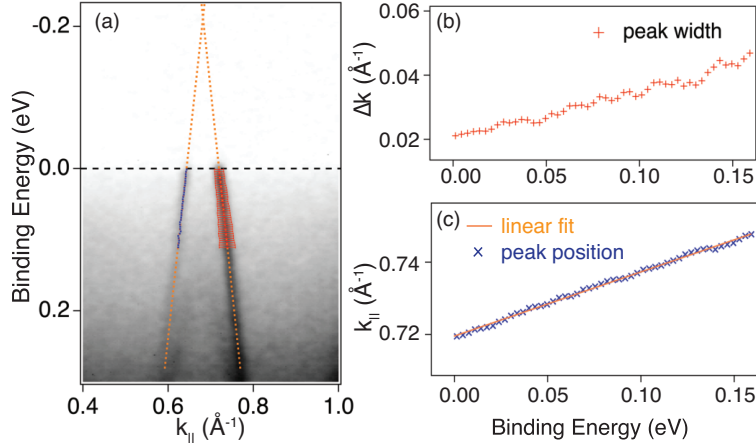 (a)
-0.2
0.0
0.2
Binding Energy (eV)
0.4
0.6
0.8
1.0
k|| (Å-1)
(b)
+ peak width
0.06
0.04
0.02
Δk (Å-1)
0.00
0.05
0.10
0.15
(c)
linear fit
× peak position
0.74
0.72
k|| (Å-1)
0.00
0.05
0.10
0.15
Binding Energy (eV)